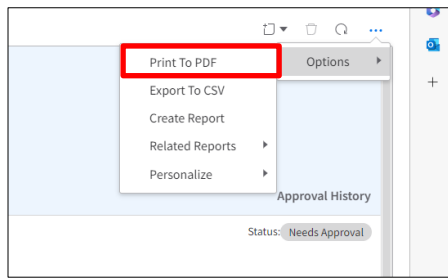 Print To PDF
Options
Export To CSV
Create Report
Related Reports
Personalize
Approval History
Status: Needs Approval